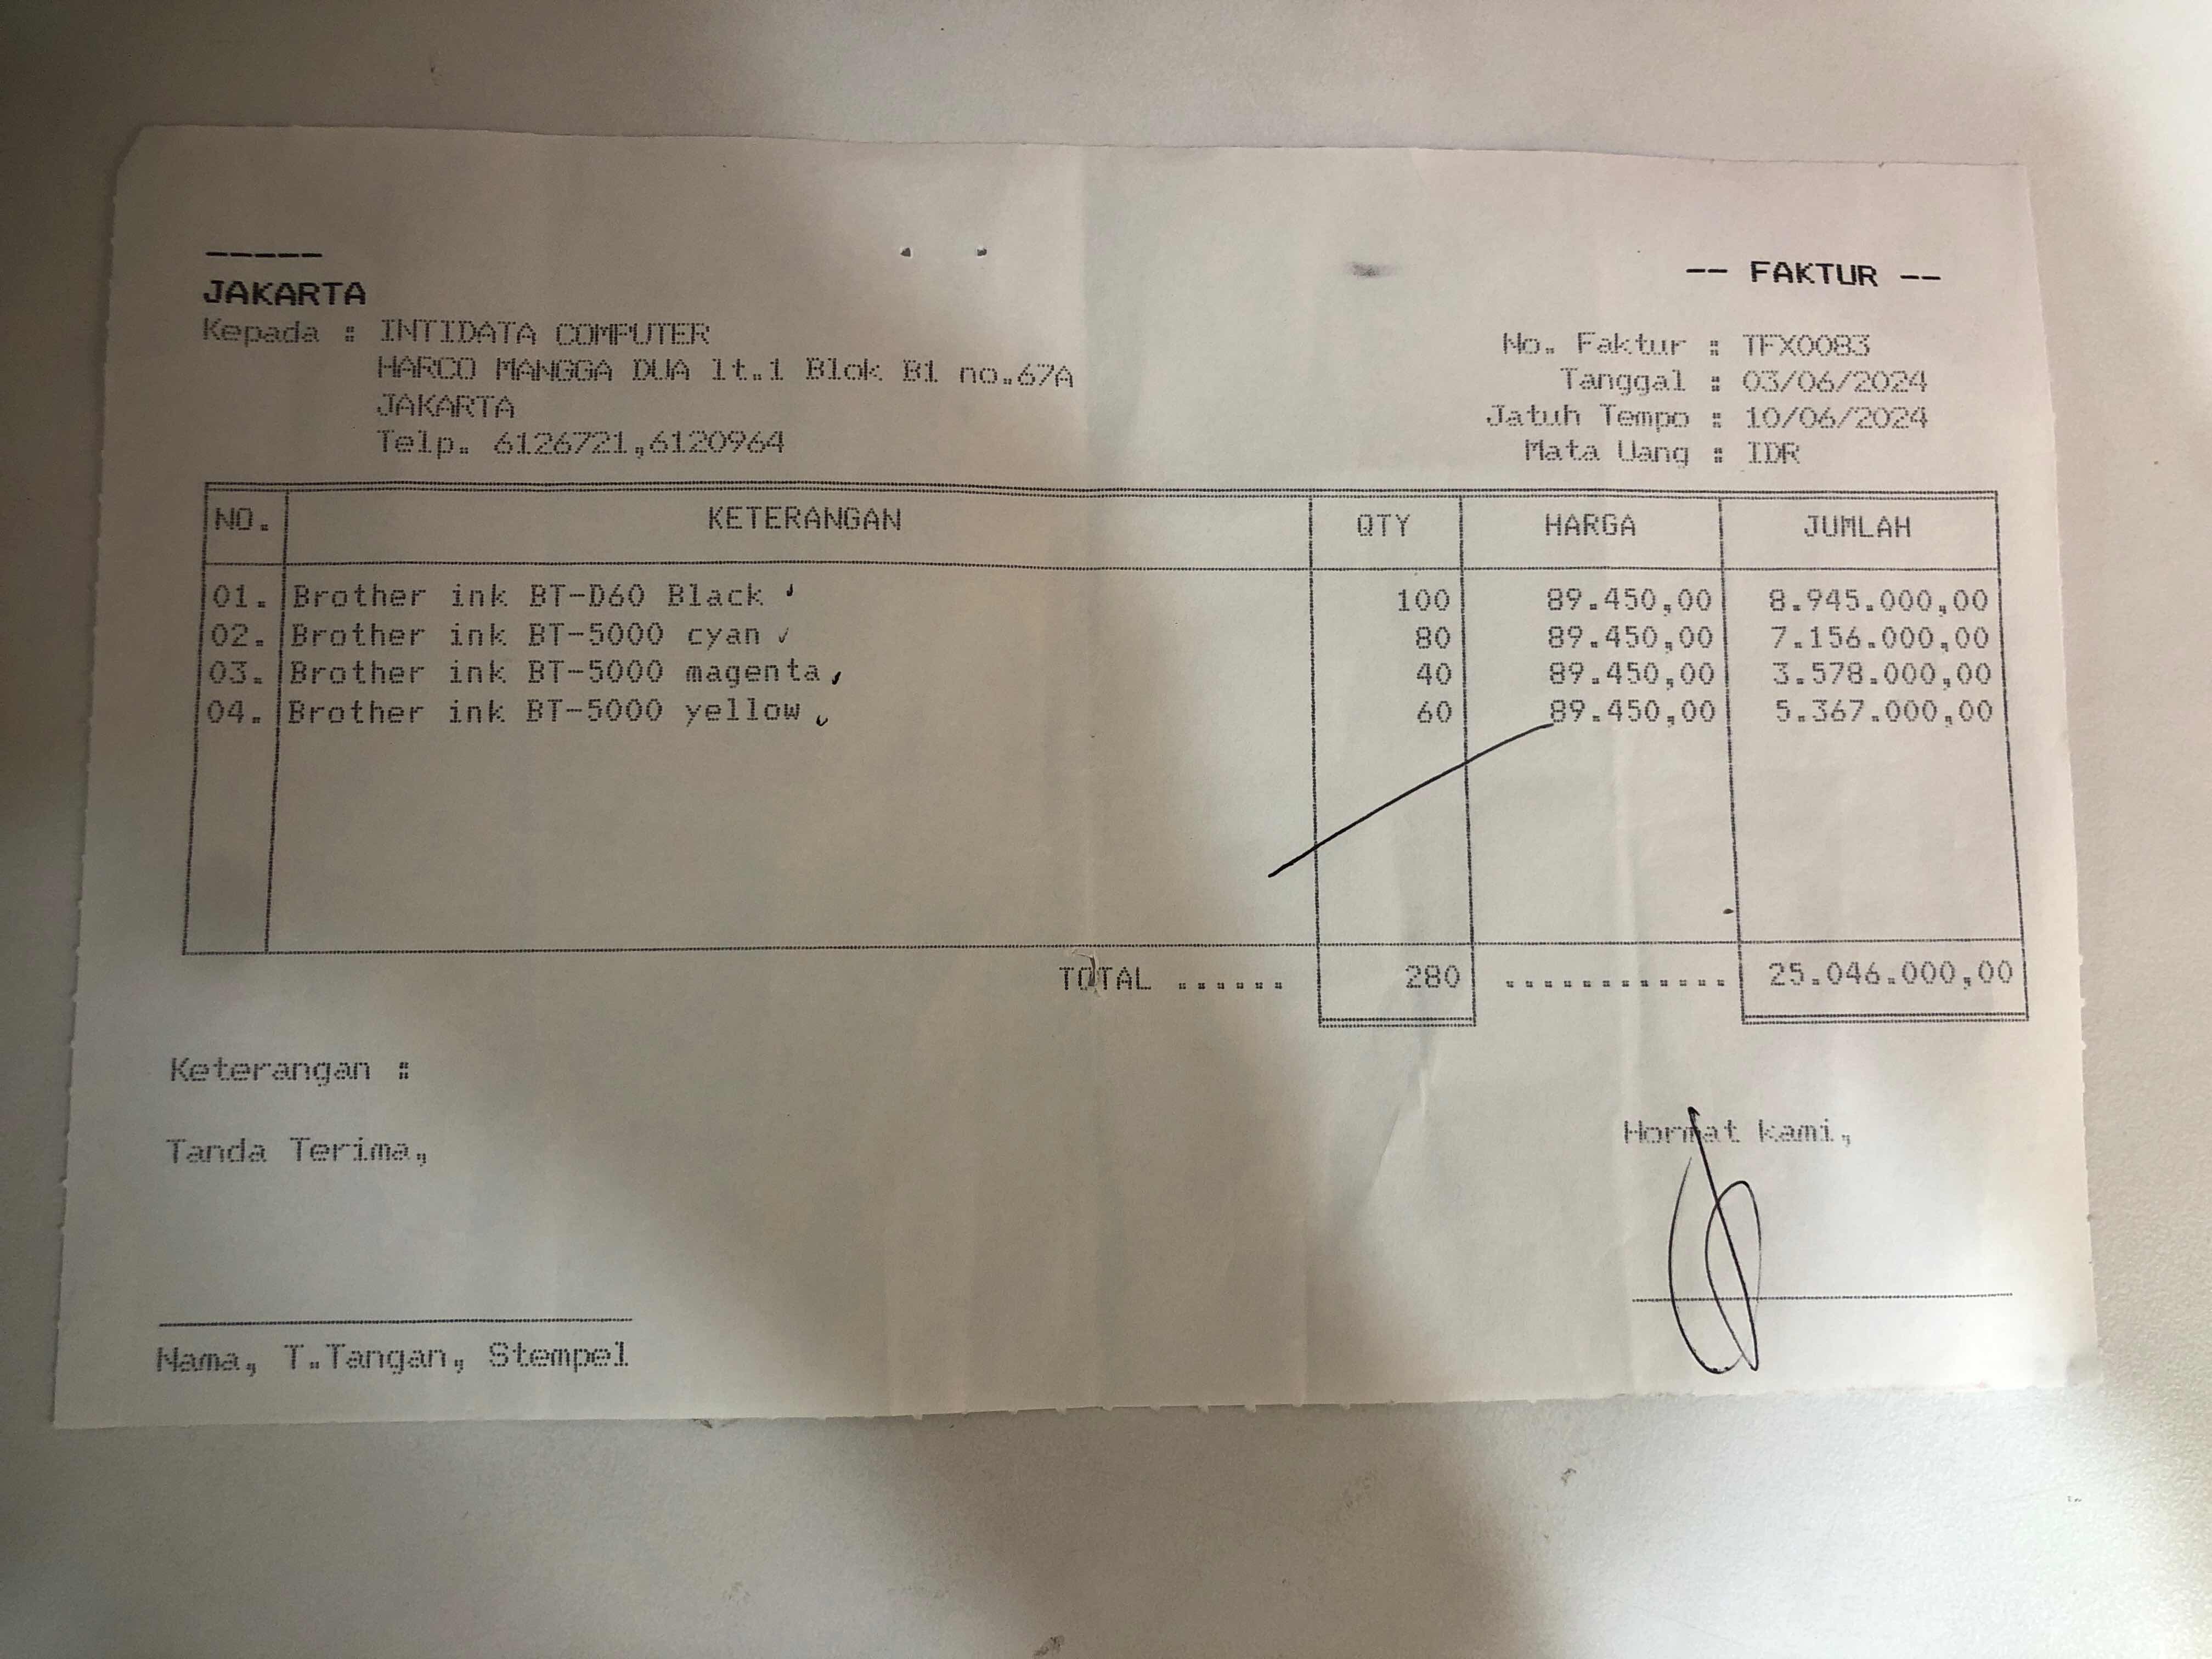 -----
JAKARTA
-- FAKTUR --
Kepada : INTIDATA COMPUTER
HARCO MANGGA DUA lt.1 Blok B1 no.67A
JAKARTA
Telp. 6126721,6120964
No. Faktur : TFX0083
Tanggal : 03/06/2024
Jatuh Tempo : 10/06/2024
Mata Uang : IDR
NO. KETERANGAN QTY HARGA JUMLAH
01. Brother ink BT-D60 Black 100 89.450,00 8.945.000,00
02. Brother ink BT-5000 cyan 80 89.450,00 7.156.000,00
03. Brother ink BT-5000 magenta 40 89.450,00 3.578.000,00
04. Brother ink BT-5000 yellow 60 89.450,00 5.367.000,00
TOTAL ...... 280 ............ 25.046.000,00
Keterangan :
Tanda Terima,
Hormat kami,
Nama, T.Tangan, Stempel